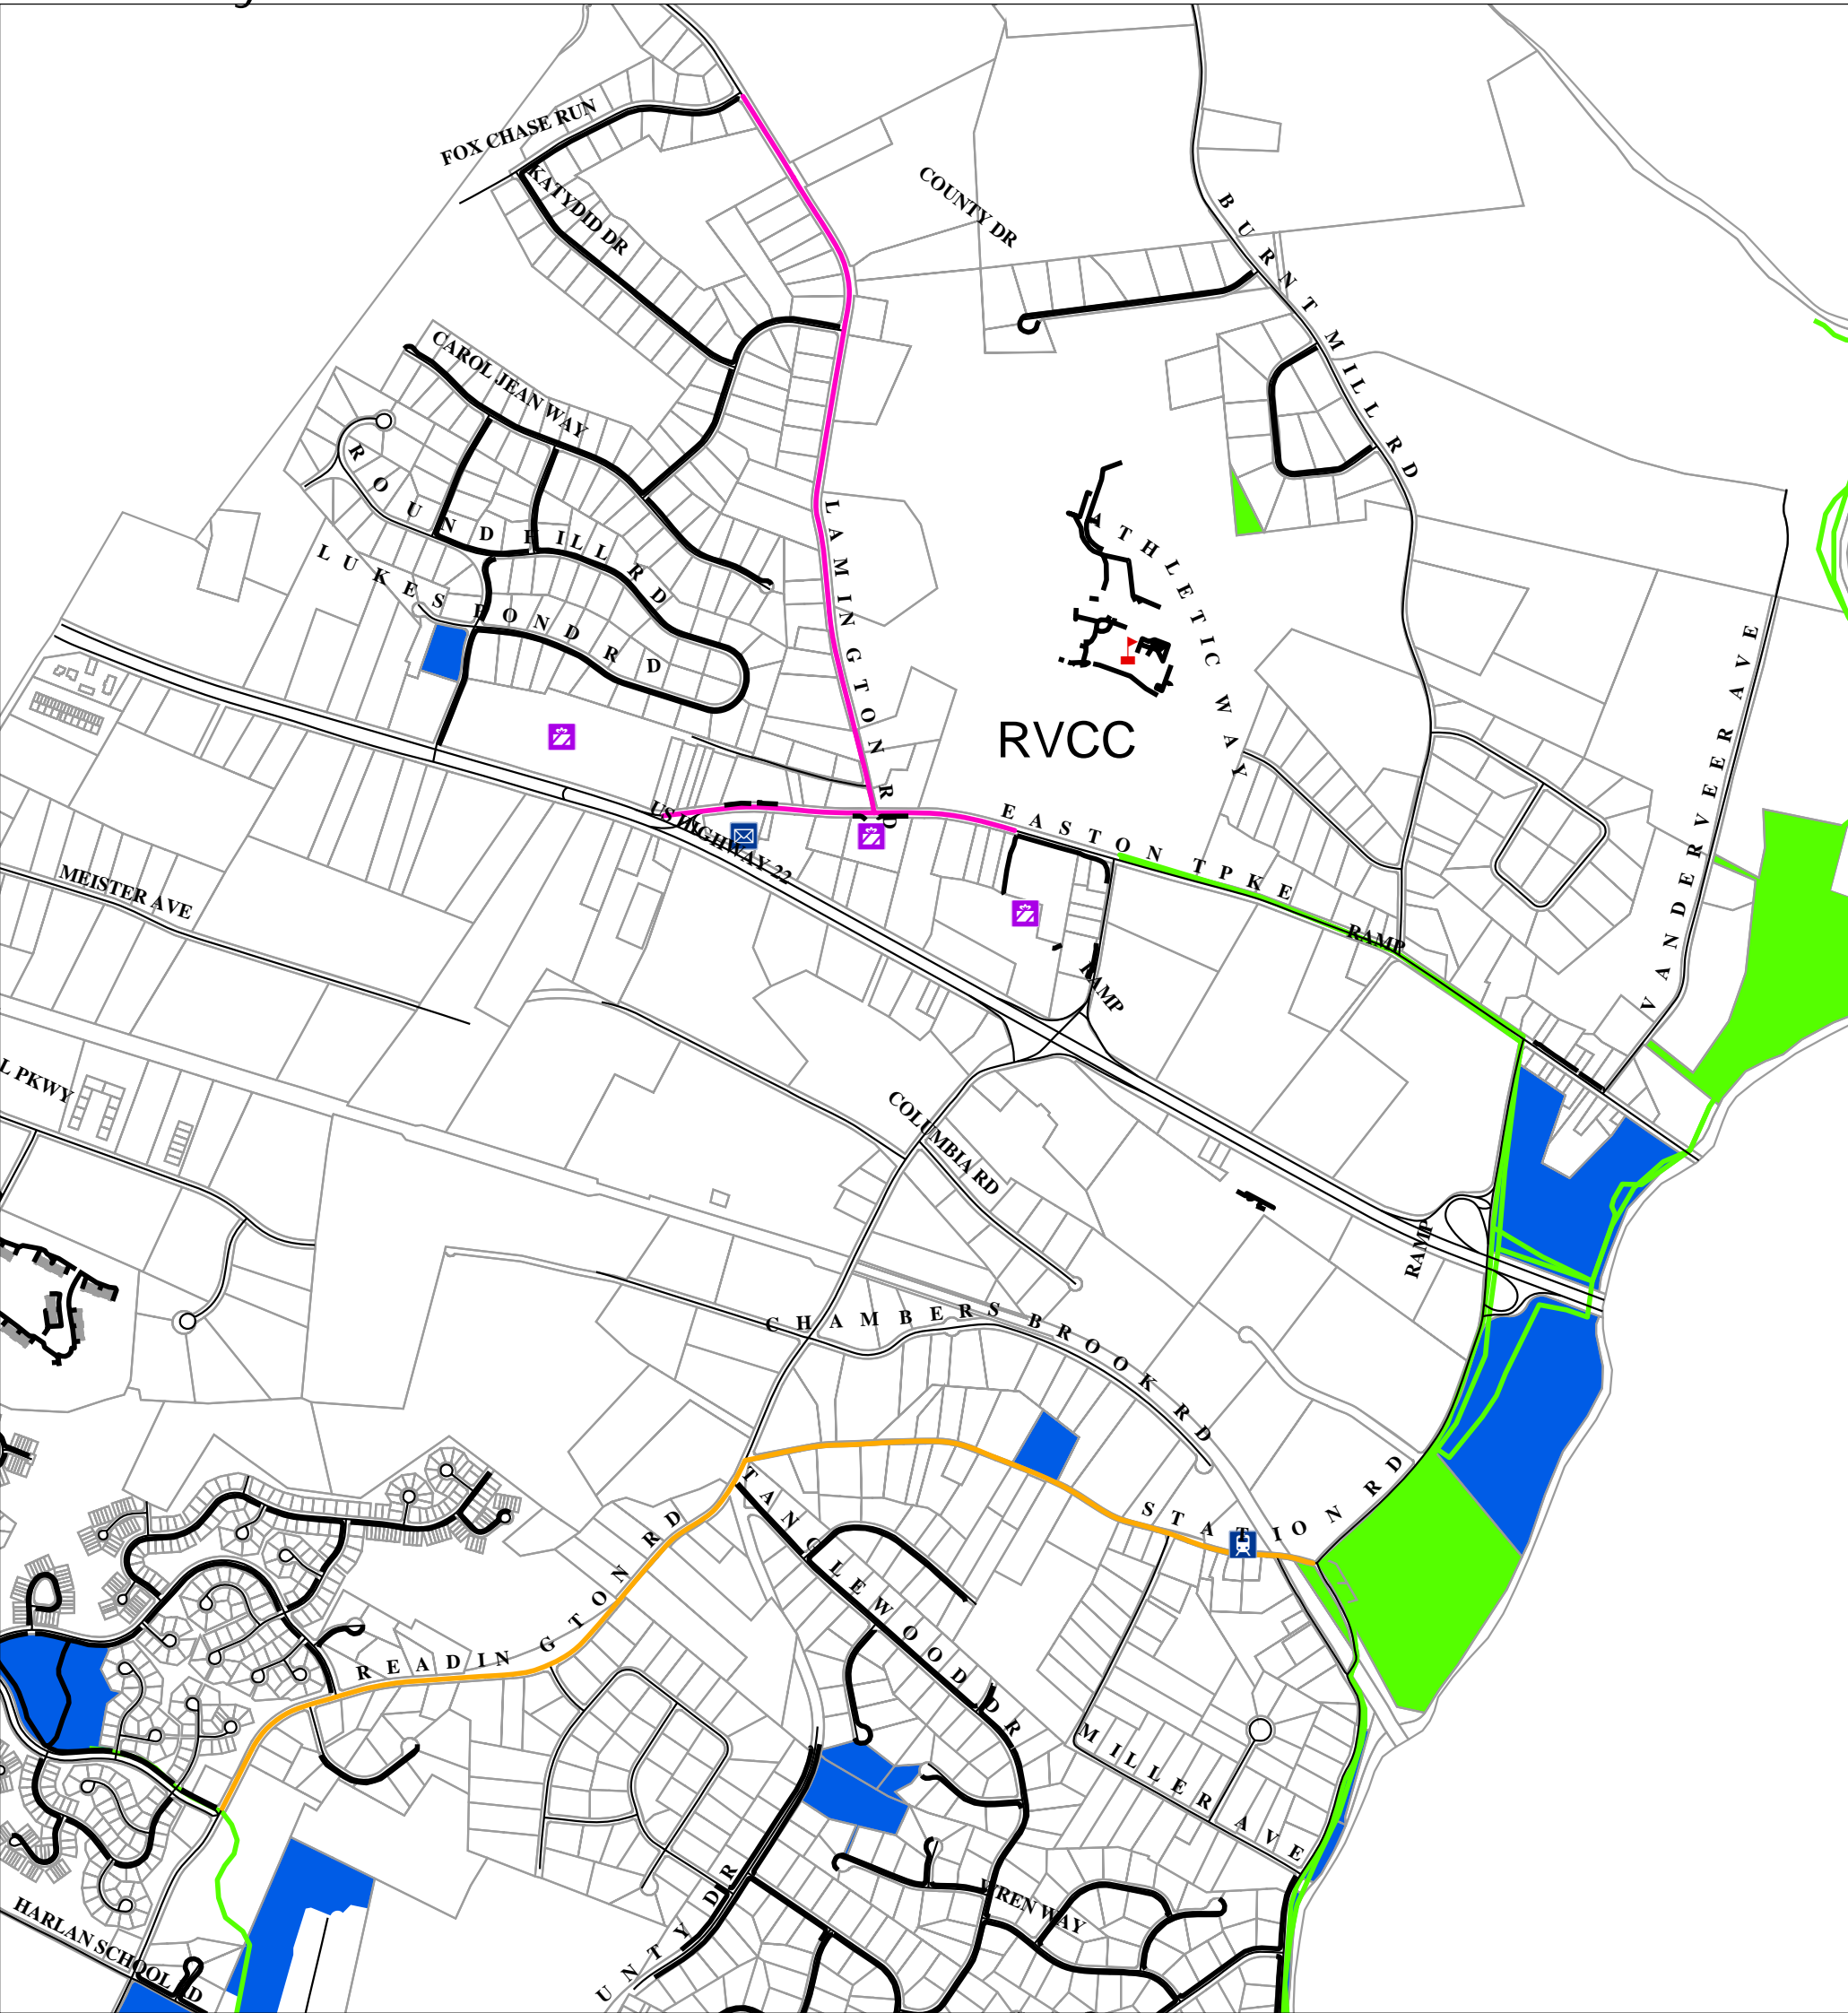 FOX CHASE RUN
KATYDID DR
COUNTY DR
BURNT MILL RD
CAROL JEAN WAY
ROUND HILL RD
LUKES POND RD
LAMINGTON RD
ATHLETIC WAY
RVCC
VANDERVEER AVE
EASTON TPKE
US HIGHWAY 22
MEISTER AVE
RAMP
RAMP
L PKWY
COLUMBIA RD
RAMP
CHAMBERS BROOK RD
STATION RD
TANGLEWOOD DR
READINGTON RD
MILLER AVE
WREN WAY
UNTY DR
HARLAN SCHOOL RD